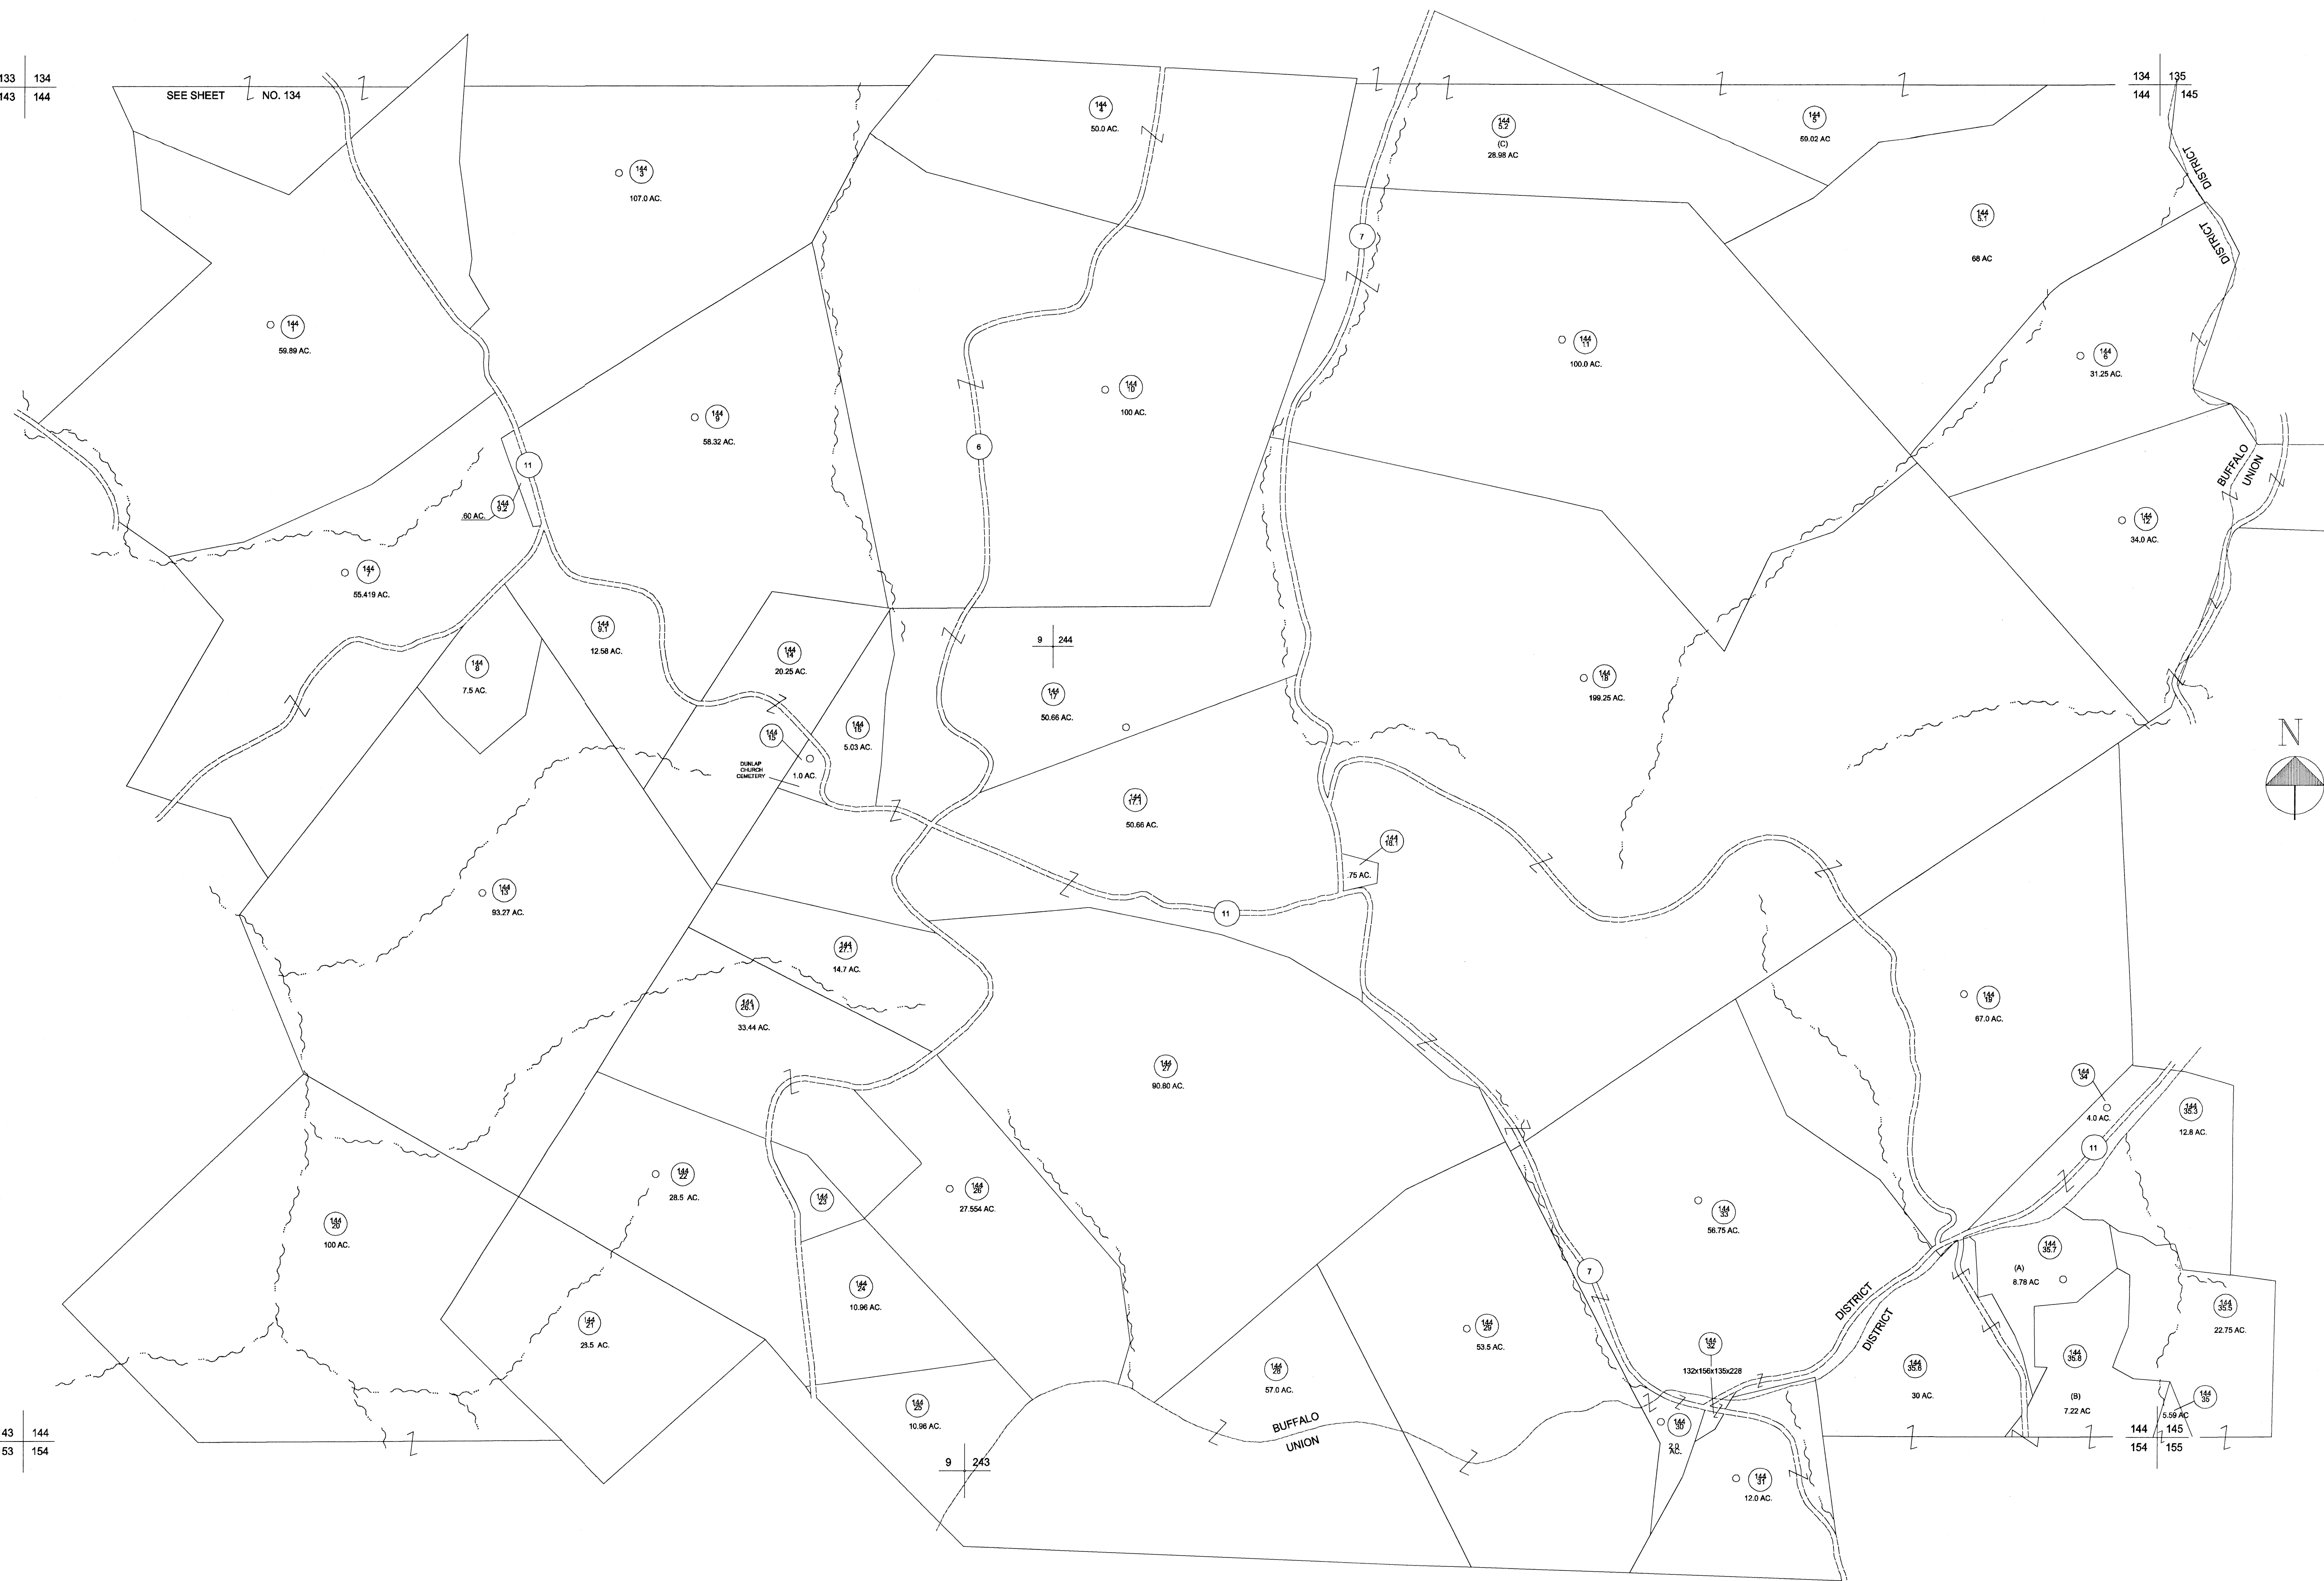 133 134
143 144
SEE SHEET NO. 134
134 135
144 145
144
4
50.0 AC.
144
5.2
(C)
28.98 AC
144
5
59.02 AC
DISTRICT
DISTRICT
144
3
107.0 AC.
144
5.1
68 AC
7
144
1
59.89 AC.
144
11
100.0 AC.
144
6
31.25 AC.
144
10
100 AC.
144
9
58.32 AC.
6
11
BUFFALO
UNION
144
9.2
.60 AC.
144
12
34.0 AC.
144
7
55.419 AC.
144
9.1
12.58 AC.
144
8
7.5 AC.
144
14
20.25 AC.
9 244
144
17
50.66 AC.
144
18
199.25 AC.
144
15
1.0 AC.
144
16
5.03 AC.
DUNLAP
CHURCH
CEMETERY
N
144
17.1
50.66 AC.
144
18.1
.75 AC.
144
13
93.27 AC.
11
144
27.1
14.7 AC.
144
26.1
33.44 AC.
144
19
67.0 AC.
144
27
90.80 AC.
144
34
4.0 AC.
144
35.3
12.8 AC.
11
144
22
28.5 AC.
144
23
144
26
27.554 AC.
144
20
100 AC.
144
33
56.75 AC.
144
35.7
(A)
8.78 AC
7
144
24
10.96 AC.
DISTRICT
DISTRICT
144
35.5
22.75 AC.
144
21
28.5 AC.
144
29
53.5 AC.
144
32
132x156x135x228
144
28
57.0 AC.
144
35.6
30 AC.
144
35.8
(B)
7.22 AC
144
35
5.59 AC
144
25
10.96 AC.
BUFFALO
UNION
144
30
2.0
AC.
43 144
53 154
144 145
154 155
9 243
144
31
12.0 AC.